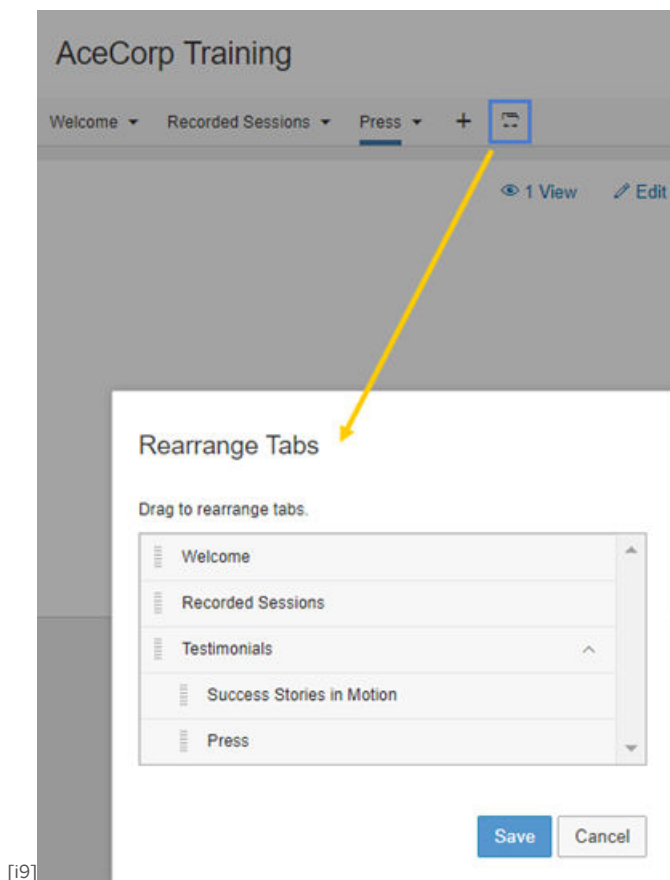 AceCorp Training
Welcome Recorded Sessions Press +
1 View Edit
Rearrange Tabs
Drag to rearrange tabs.
Welcome
Recorded Sessions
Testimonials
Success Stories in Motion
Press
Save Cancel
[i9]